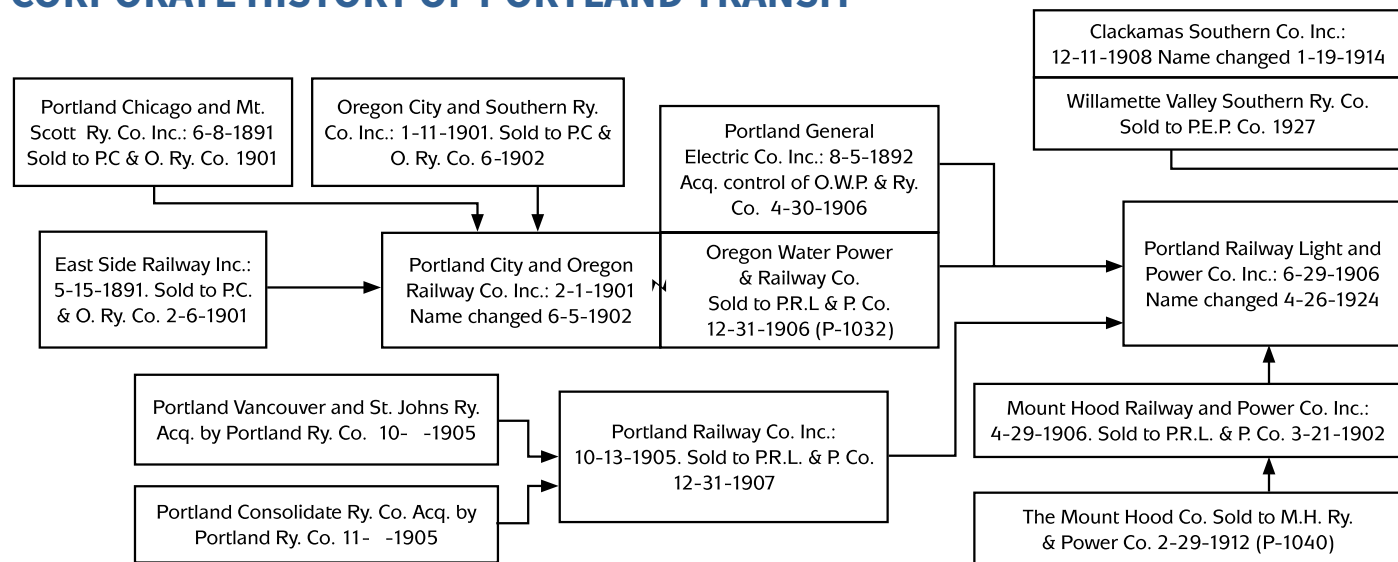 CORPORATE HISTORY OF PORTLAND TRANSIT
Clackamas Southern Co. Inc.:
12-11-1908 Name changed 1-19-1914
Willamette Valley Southern Ry. Co.
Sold to P.E.P. Co. 1927
Portland Chicago and Mt.
Scott Ry. Co. Inc.: 6-8-1891
Sold to P.C & O. Ry. Co. 1901
Oregon City and Southern Ry.
Co. Inc.: 1-11-1901. Sold to P.C &
O. Ry. Co. 6-1902
Portland General
Electric Co. Inc.: 8-5-1892
Acq. control of O.W.P. & Ry.
Co. 4-30-1906
East Side Railway Inc.:
5-15-1891. Sold to P.C.
& O. Ry. Co. 2-6-1901
Portland City and Oregon
Railway Co. Inc.: 2-1-1901
Name changed 6-5-1902
Oregon Water Power
& Railway Co.
Sold to P.R.L & P. Co.
12-31-1906 (P-1032)
Portland Railway Light and
Power Co. Inc.: 6-29-1906
Name changed 4-26-1924
Portland Vancouver and St. Johns Ry.
Acq. by Portland Ry. Co. 10- -1905
Portland Railway Co. Inc.:
10-13-1905. Sold to P.R.L. & P. Co.
12-31-1907
Mount Hood Railway and Power Co. Inc.:
4-29-1906. Sold to P.R.L. & P. Co. 3-21-1902
Portland Consolidate Ry. Co. Acq. by
Portland Ry. Co. 11- -1905
The Mount Hood Co. Sold to M.H. Ry.
& Power Co. 2-29-1912 (P-1040)